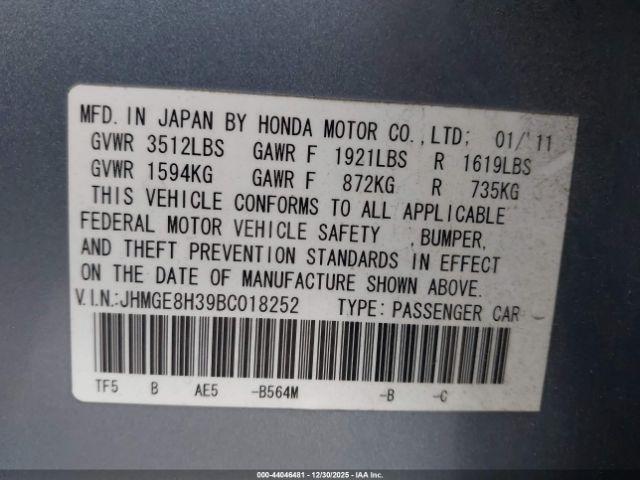 MFD. IN JAPAN BY HONDA MOTOR CO., LTD; 01/'11
GVWR 3512LBS GAWR F 1921LBS R 1619LBS
GVWR 1594KG GAWR F 872KG R 735KG
THIS VEHICLE CONFORMS TO ALL APPLICABLE
FEDERAL MOTOR VEHICLE SAFETY ,BUMPER,
AND THEFT PREVENTION STANDARDS IN EFFECT
ON THE DATE OF MANUFACTURE SHOWN ABOVE.
V.I.N.:JHMGE8H39BC018252 TYPE: PASSENGER CAR
TF5 B AE5 -B564M -B -C
000-44046481 - 12/30/2025 - IAAI.COM